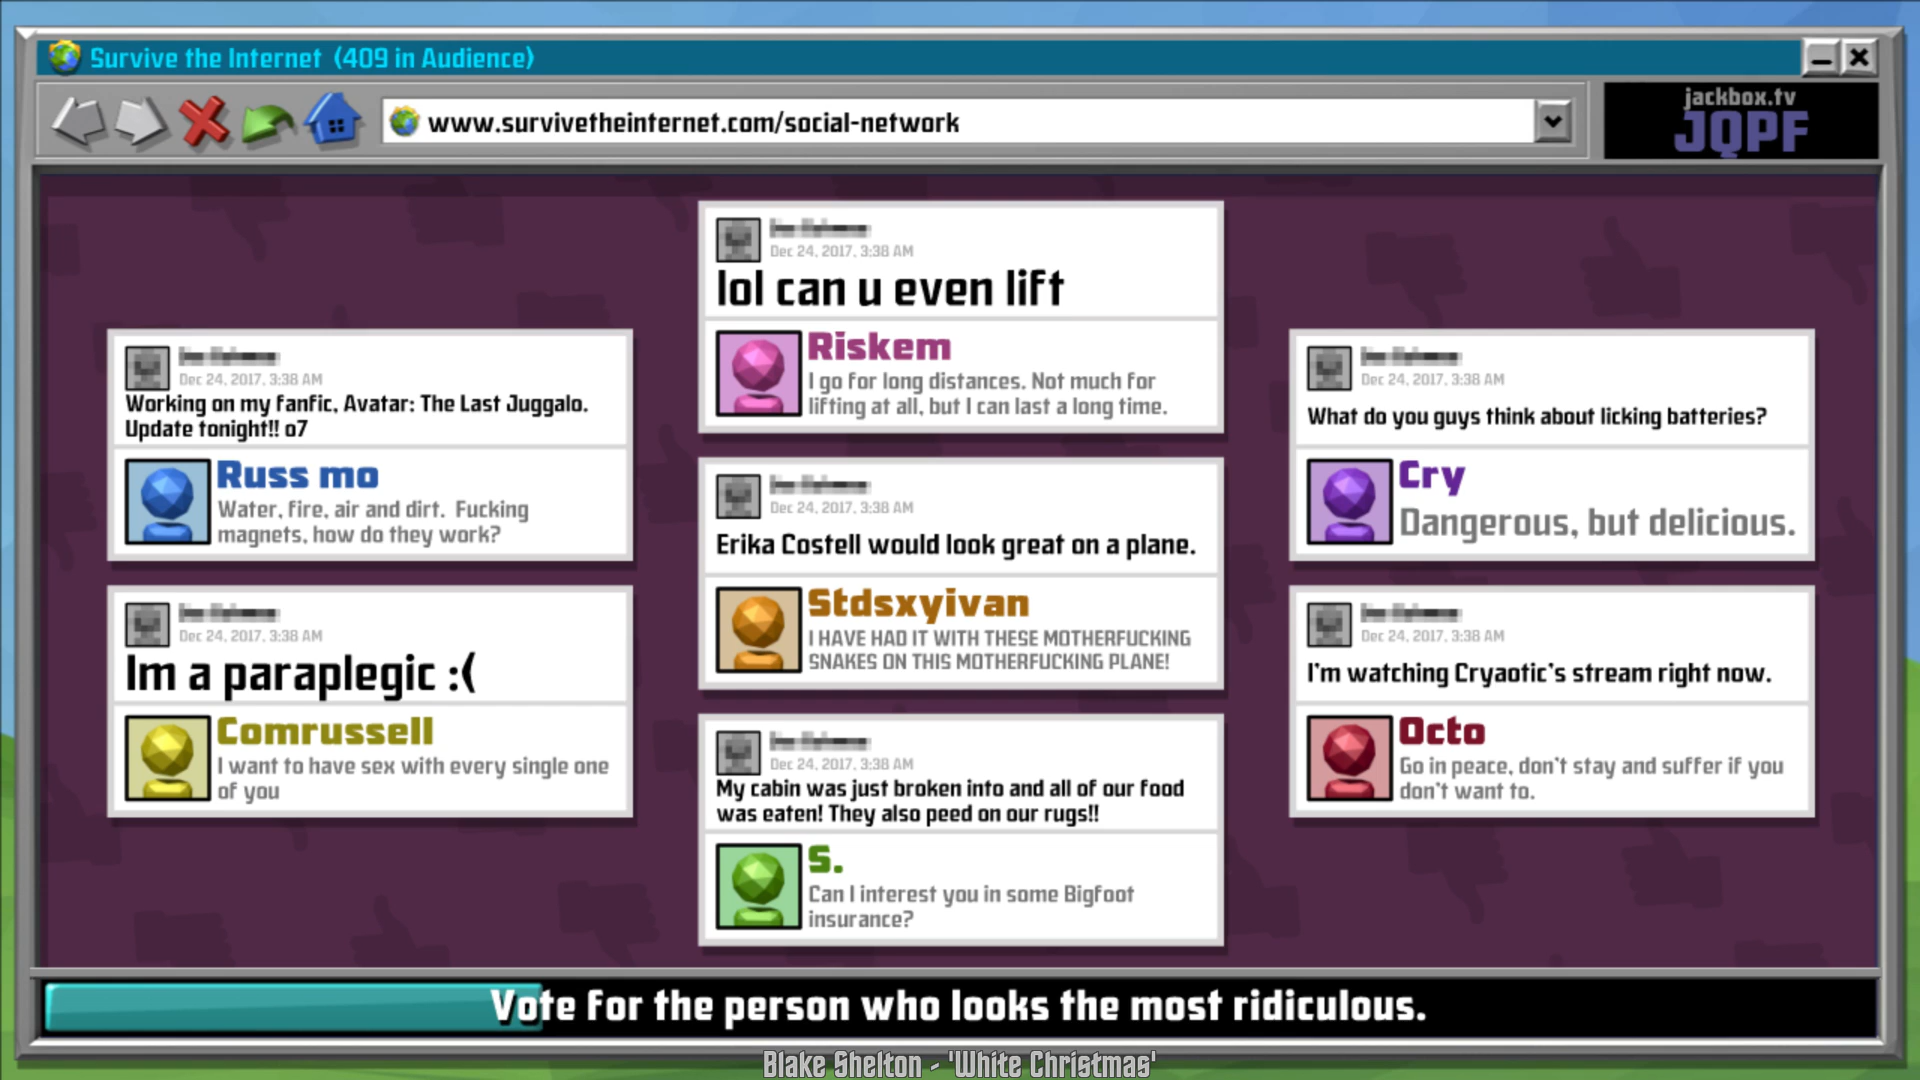 Survive the Internet (409 in Audience)
www.survivetheinternet.com/social-network
jackbox.tv
JQPF
Dec 24, 2017, 3:38 AM
lol can u even lift
Riskem
I go for long distances. Not much for
lifting at all, but I can last a long time.
Dec 24, 2017, 3:38 AM
Working on my fanfic, Avatar: The Last Juggalo.
Update tonight!! o7
Russ mo
Water, fire, air and dirt. Fucking
magnets, how do they work?
Dec 24, 2017, 3:38 AM
What do you guys think about licking batteries?
Cry
Dangerous, but delicious.
Dec 24, 2017, 3:38 AM
Erika Costell would look great on a plane.
Stdsxyivan
I HAVE HAD IT WITH THESE MOTHERFUCKING
SNAKES ON THIS MOTHERFUCKING PLANE!
Dec 24, 2017, 3:38 AM
Im a paraplegic :(
Comrussell
I want to have sex with every single one
of you
Dec 24, 2017, 3:38 AM
I'm watching Cryaotic's stream right now.
Octo
Go in peace, don't stay and suffer if you
don't want to.
Dec 24, 2017, 3:38 AM
My cabin was just broken into and all of our food
was eaten! They also peed on our rugs!!
S.
Can I interest you in some Bigfoot
insurance?
Vote for the person who looks the most ridiculous.
Blake Shelton - 'White Christmas'